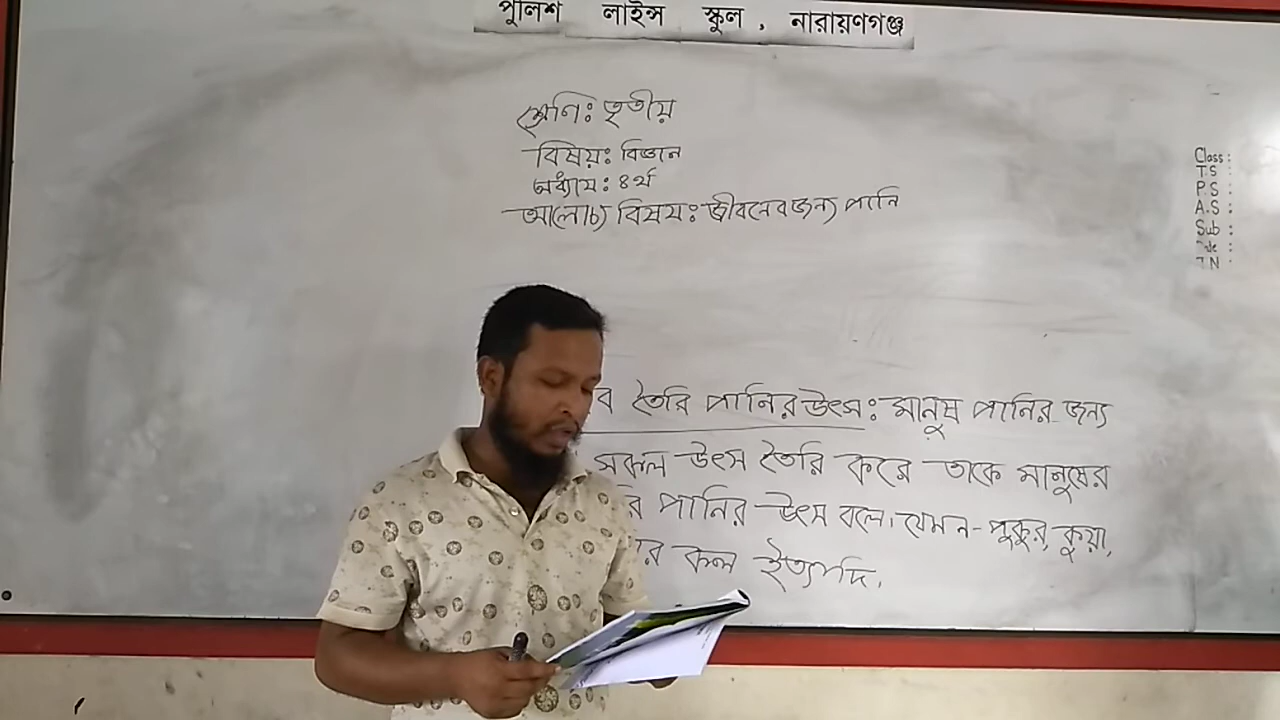 পুলিশ লাইন্স স্কুল , নারায়ণগঞ্জ
শ্রেণিঃ তৃতীয়
বিষয়ঃ বিজ্ঞান
অধ্যায়ঃ ৪র্থ
আলোচ্য বিষয়ঃ জীবনের জন্য পানি
Class :
T.S :
P.S :
A.S :
Sub :
তৈরি পানির উৎসঃ মানুষ পানির জন্য
সকল উৎস তৈরি করে তাকে মানুষের
পানির উৎস বলে। যেমন- পুকুর, কুয়া,
কল ইত্যাদি।